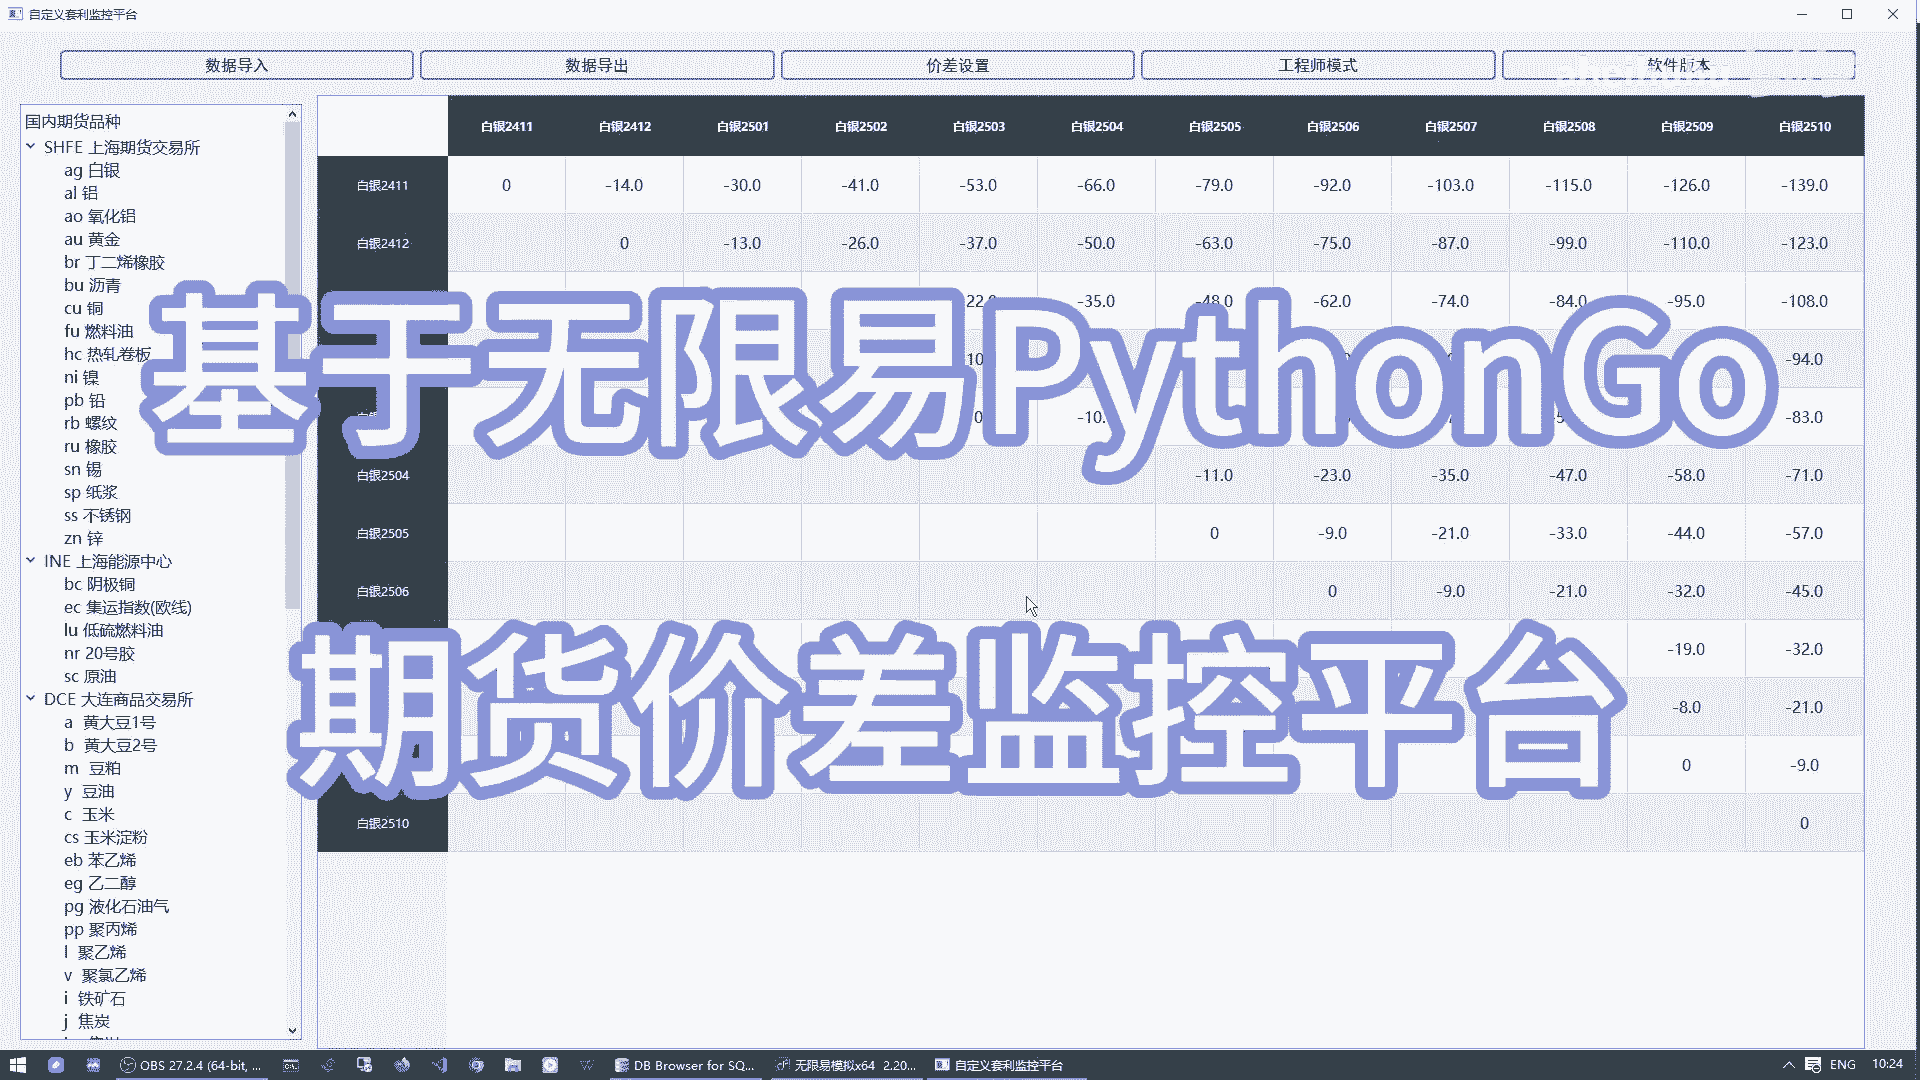 自定义套利监控平台
数据导入 数据导出 价差设置 工程师模式 软件版本
国内期货品种
SHFE 上海期货交易所
ag 白银
al 铝
ao 氧化铝
au 黄金
br 丁二烯橡胶
bu 沥青
cu 铜
fu 燃料油
hc 热轧卷板
ni 镍
pb 铅
rb 螺纹
ru 橡胶
sn 锡
sp 纸浆
ss 不锈钢
zn 锌
INE 上海能源中心
bc 阴极铜
ec 集运指数(欧线)
lu 低硫燃料油
nr 20号胶
sc 原油
DCE 大连商品交易所
a 黄大豆1号
b 黄大豆2号
m 豆粕
y 豆油
c 玉米
cs 玉米淀粉
eb 苯乙烯
eg 乙二醇
pg 液化石油气
pp 聚丙烯
l 聚乙烯
v 聚氯乙烯
i 铁矿石
j 焦炭
白银2411 白银2412 白银2501 白银2502 白银2503 白银2504 白银2505 白银2506 白银2507 白银2508 白银2509 白银2510
白银2411 0 -14.0 -30.0 -41.0 -53.0 -66.0 -79.0 -92.0 -103.0 -115.0 -126.0 -139.0
白银2412 0 -13.0 -26.0 -37.0 -50.0 -63.0 -75.0 -87.0 -99.0 -110.0 -123.0
-35.0 -48.0 -62.0 -74.0 -84.0 -95.0 -108.0
基于无限易PythonGo
-94.0
-83.0
白银2504 -11.0 -23.0 -35.0 -47.0 -58.0 -71.0
白银2505 0 -9.0 -21.0 -33.0 -44.0 -57.0
白银2506 0 -9.0 -21.0 -32.0 -45.0
-19.0 -32.0
期货价差监控平台
-8.0 -21.0
0 -9.0
白银2510 0
OBS 27.2.4 (64-bit, ... DB Browser for SQ... 无限易模拟x64 2.20... 自定义套利监控平台 ENG 10:24